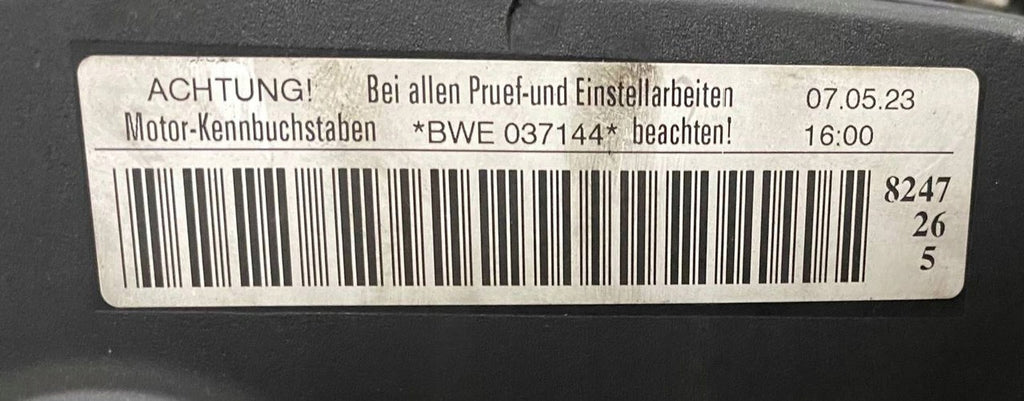 ACHTUNG! Bei allen Pruef-und Einstellarbeiten 07.05.23
Motor-Kennbuchstaben *BWE 037144* beachten! 16:00
8247
26
5